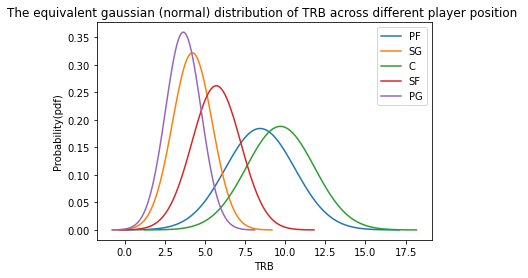 The equivalent gaussian (normal) distribution of TRB across different player position
Probability(pdf)
0.35
0.30
0.25
0.20
0.15
0.10
0.05
0.00
PF
SG
C
SF
PG
0.0 2.5 5.0 7.5 10.0 12.5 15.0 17.5
TRB